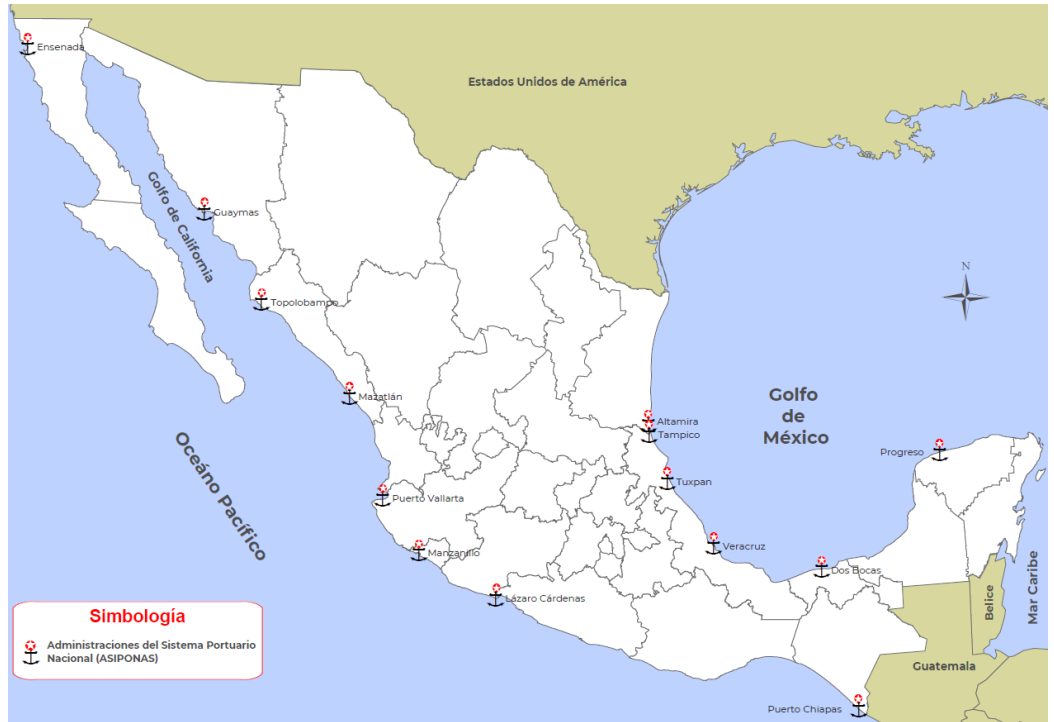 Ensenada
Estados Unidos de América
Golfo de California
Guaymas
N
Topolobampo
Mazatlán
Golfo
de
México
Altamira
Tampico
Progreso
Oceáno Pacífico
Tuxpan
Puerto Vallarta
Veracruz
Manzanillo
Dos Bocas
Lázaro Cárdenas
Belice
Mar Caribe
Simbología
Administraciones del Sistema Portuario
Nacional (ASIPONAS)
Guatemala
Puerto Chiapas